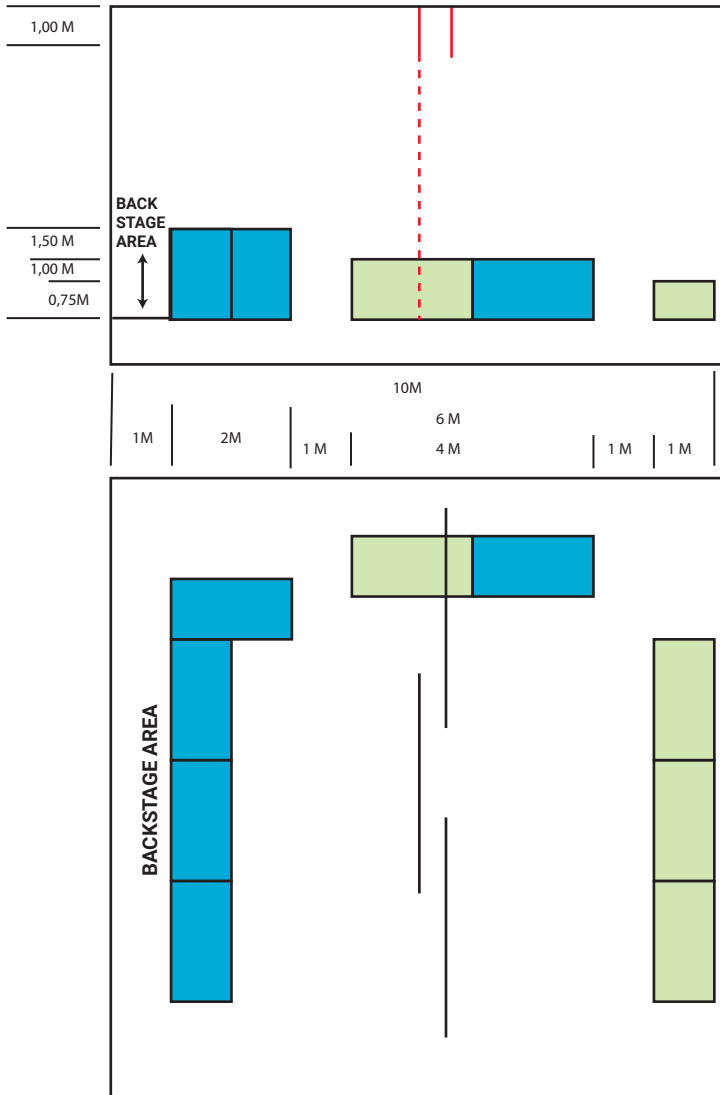 1,00 M
BACK
STAGE
AREA
1,50 M
1,00 M
0,75M
10M
6 M
1M
2M
1 M
4 M
1 M
1 M
BACKSTAGE AREA